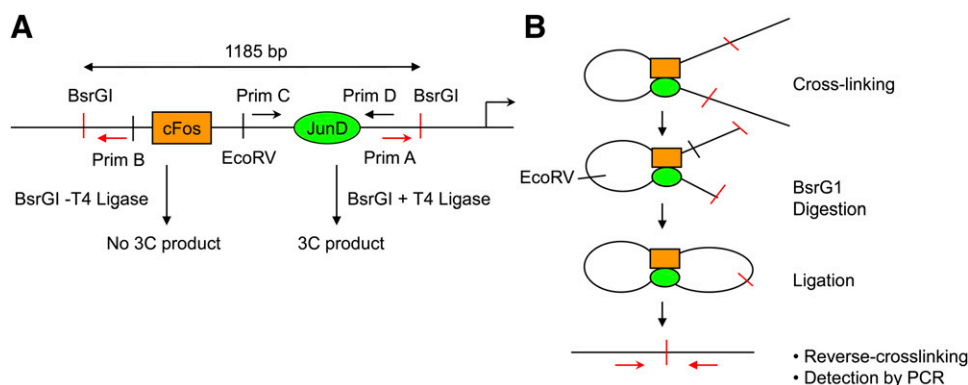 A
1185 bp
BsrGI
Prim C
Prim D
BsrGI
cFos
JunD
Prim B
EcoRV
Prim A
BsrGI -T4 Ligase
BsrGI + T4 Ligase
No 3C product
3C product
B
Cross-linking
EcoRV
BsrG1
Digestion
Ligation
• Reverse-crosslinking
• Detection by PCR